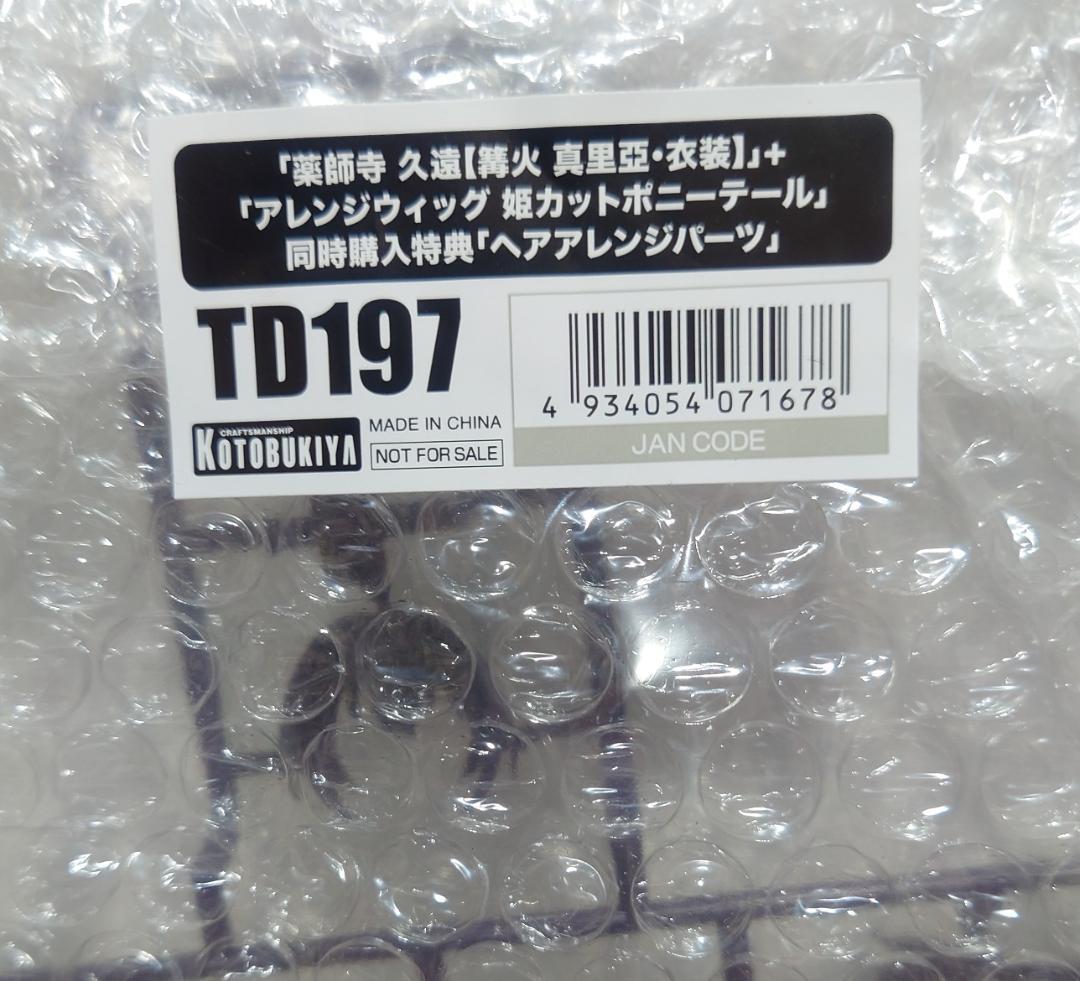 「薬師寺 久遠【篝火 真里亞・衣装】」+
「アレンジウィッグ 姫カットポニーテール」
同時購入特典「ヘアアレンジパーツ」
TD197
4 934054 071678
JAN CODE
CRAFTSMANSHIP
KOTOBUKIYA
MADE IN CHINA
NOT FOR SALE